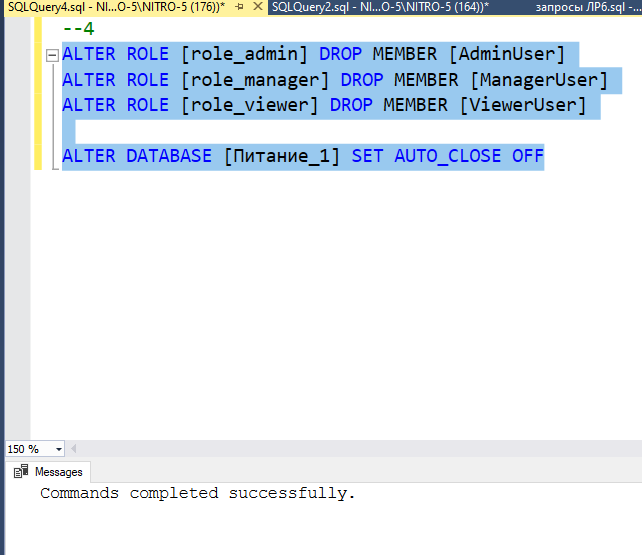 SQLQuery4.sql - NI...O-5\NITRO-5 (176))* SQLQuery2.sql - NI...O-5\NITRO-5 (164))* запросы ЛР6.sql -...
--4
ALTER ROLE [role_admin] DROP MEMBER [AdminUser]
ALTER ROLE [role_manager] DROP MEMBER [ManagerUser]
ALTER ROLE [role_viewer] DROP MEMBER [ViewerUser]
ALTER DATABASE [Питание_1] SET AUTO_CLOSE OFF
150 %
Messages
Commands completed successfully.